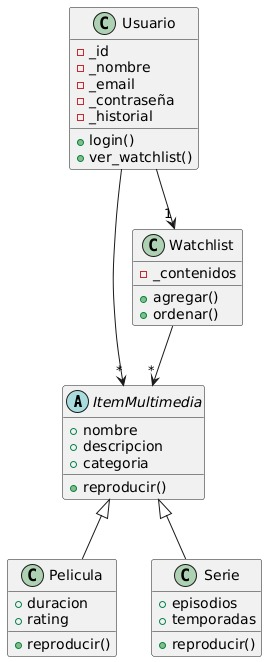 C Usuario
_id
_nombre
_email
_contraseña
_historial
login()
ver_watchlist()
1
C Watchlist
_contenidos
agregar()
ordenar()
* *
A ItemMultimedia
nombre
descripcion
categoria
reproducir()
C Pelicula
duracion
rating
reproducir()
C Serie
episodios
temporadas
reproducir()